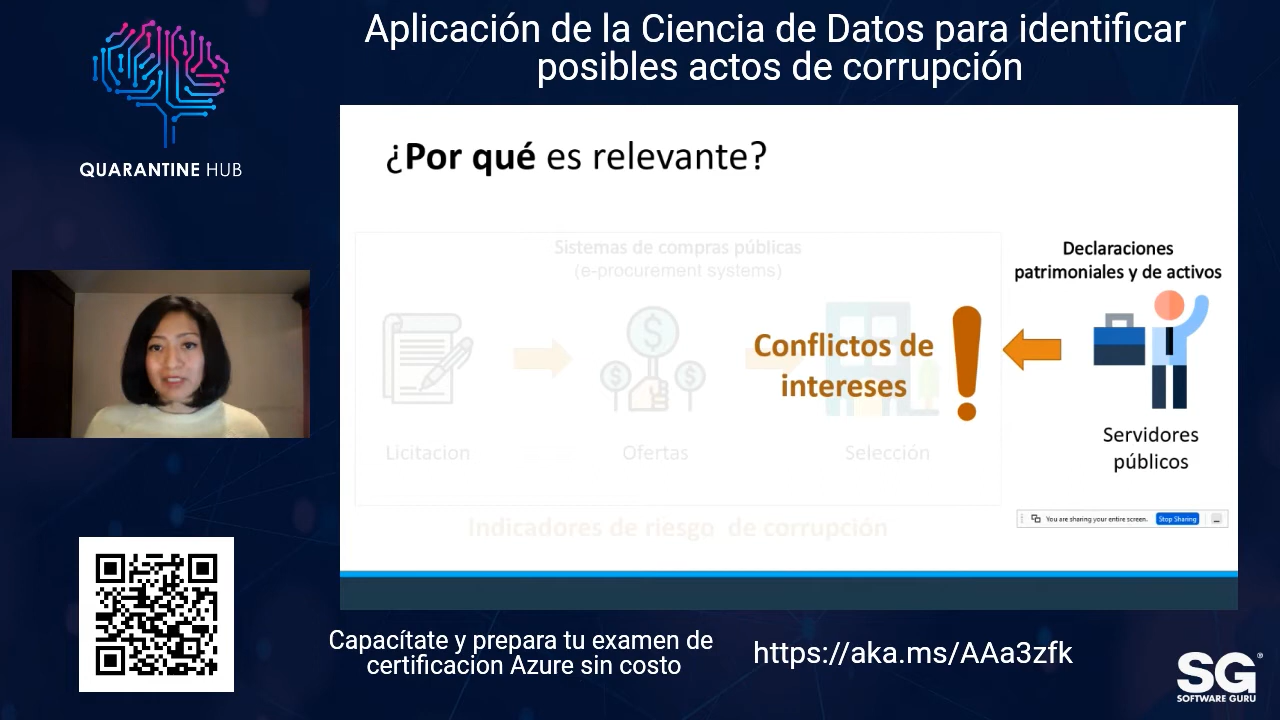 Aplicación de la Ciencia de Datos para identificar
posibles actos de corrupción
QUARANTINE HUB
¿Por qué es relevante?
Sistemas de compras públicas
(e-procurement systems)
Declaraciones
patrimoniales y de activos
Conflictos de
intereses
Licitacion
Ofertas
Selección
Servidores
públicos
You are sharing your entire screen.
Stop Sharing
de riesgo de corrupción
Capacítate y prepara tu examen de
certificacion Azure sin costo
https://aka.ms/AAa3zfk
SG
SOFTWARE GURU